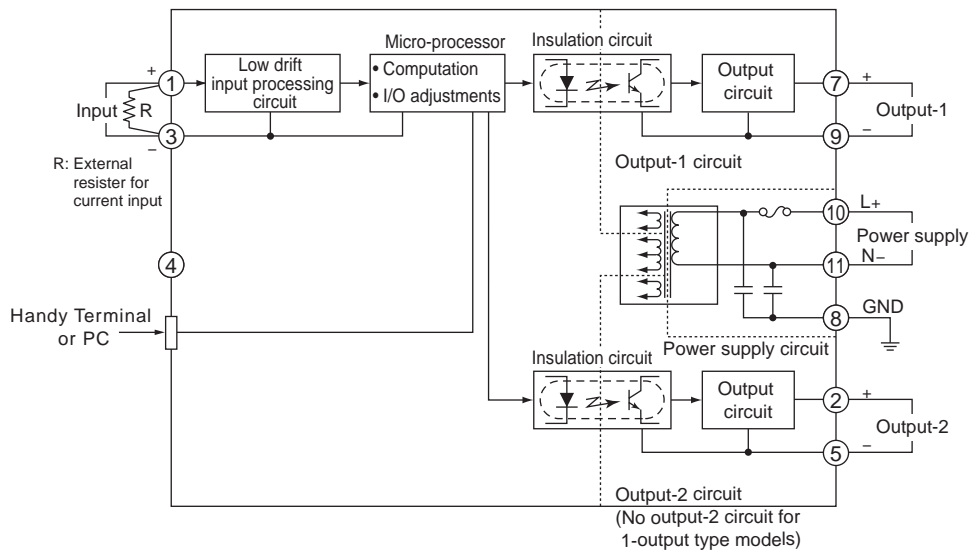 Micro-processor
Insulation circuit
+
1
Low drift
input processing
circuit
• Computation
• I/O adjustments
Output
circuit
7
+
Input
R
Output-1
3
−
9
−
R: External
resister for
current input
Output-1 circuit
10
L+
Power supply
4
11
N−
8
GND
Handy Terminal
or PC
Power supply circuit
Insulation circuit
Output
circuit
2
+
Output-2
5
−
Output-2 circuit
(No output-2 circuit for
1-output type models)